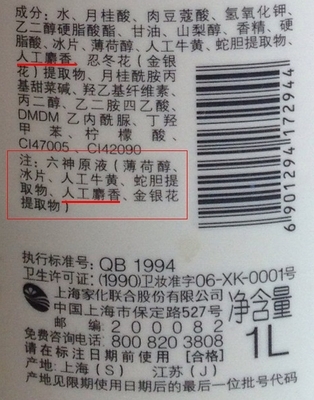 成分：水、月桂酸、肉豆蔻酸、氢氧化钾、
乙二醇硬脂酸酯、甘油、山梨醇、香精、硬
脂酸、冰片、薄荷醇、人工牛黄、蛇胆提取物、
人工麝香、忍冬花（金银
花）提取物、月桂酰胺丙
基甜菜碱、羟乙基纤维素、
丙二醇、乙二胺四乙酸、
DMDM 乙内酰脲、丁羟
甲苯、柠檬酸、
CI47005、CI42090
注：六神原液（薄荷醇、
冰片、人工牛黄、蛇胆提
取物、人工麝香、金银花
提取物）
6901294172944
执行标准号：QB 1994
卫生许可证：(1990)卫妆准字06-XK-0001号
上海家化联合股份有限公司
中国上海市保定路527号
邮编：200082
免费咨询电话：800 820 3808
净含量
1L
请在标注日期前使用 [合格]
产地：上海（S） 江苏（J）
产地见限期使用日期后的最后一位批号代码